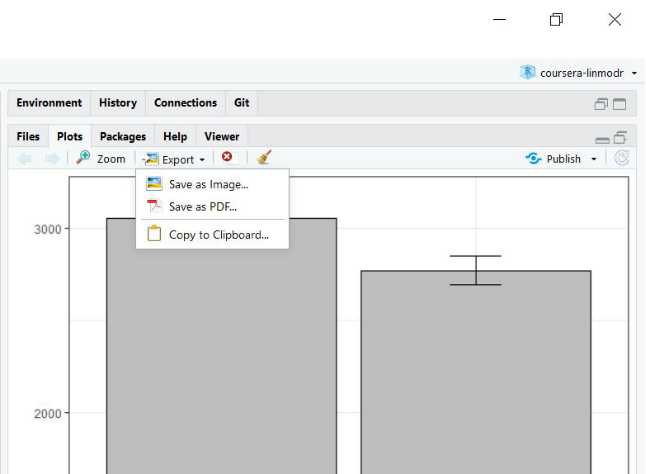 coursera-linmodr
Environment History Connections Git
Files Plots Packages Help Viewer
Zoom Export Publish
Save as Image...
Save as PDF...
Copy to Clipboard...
3000
2000